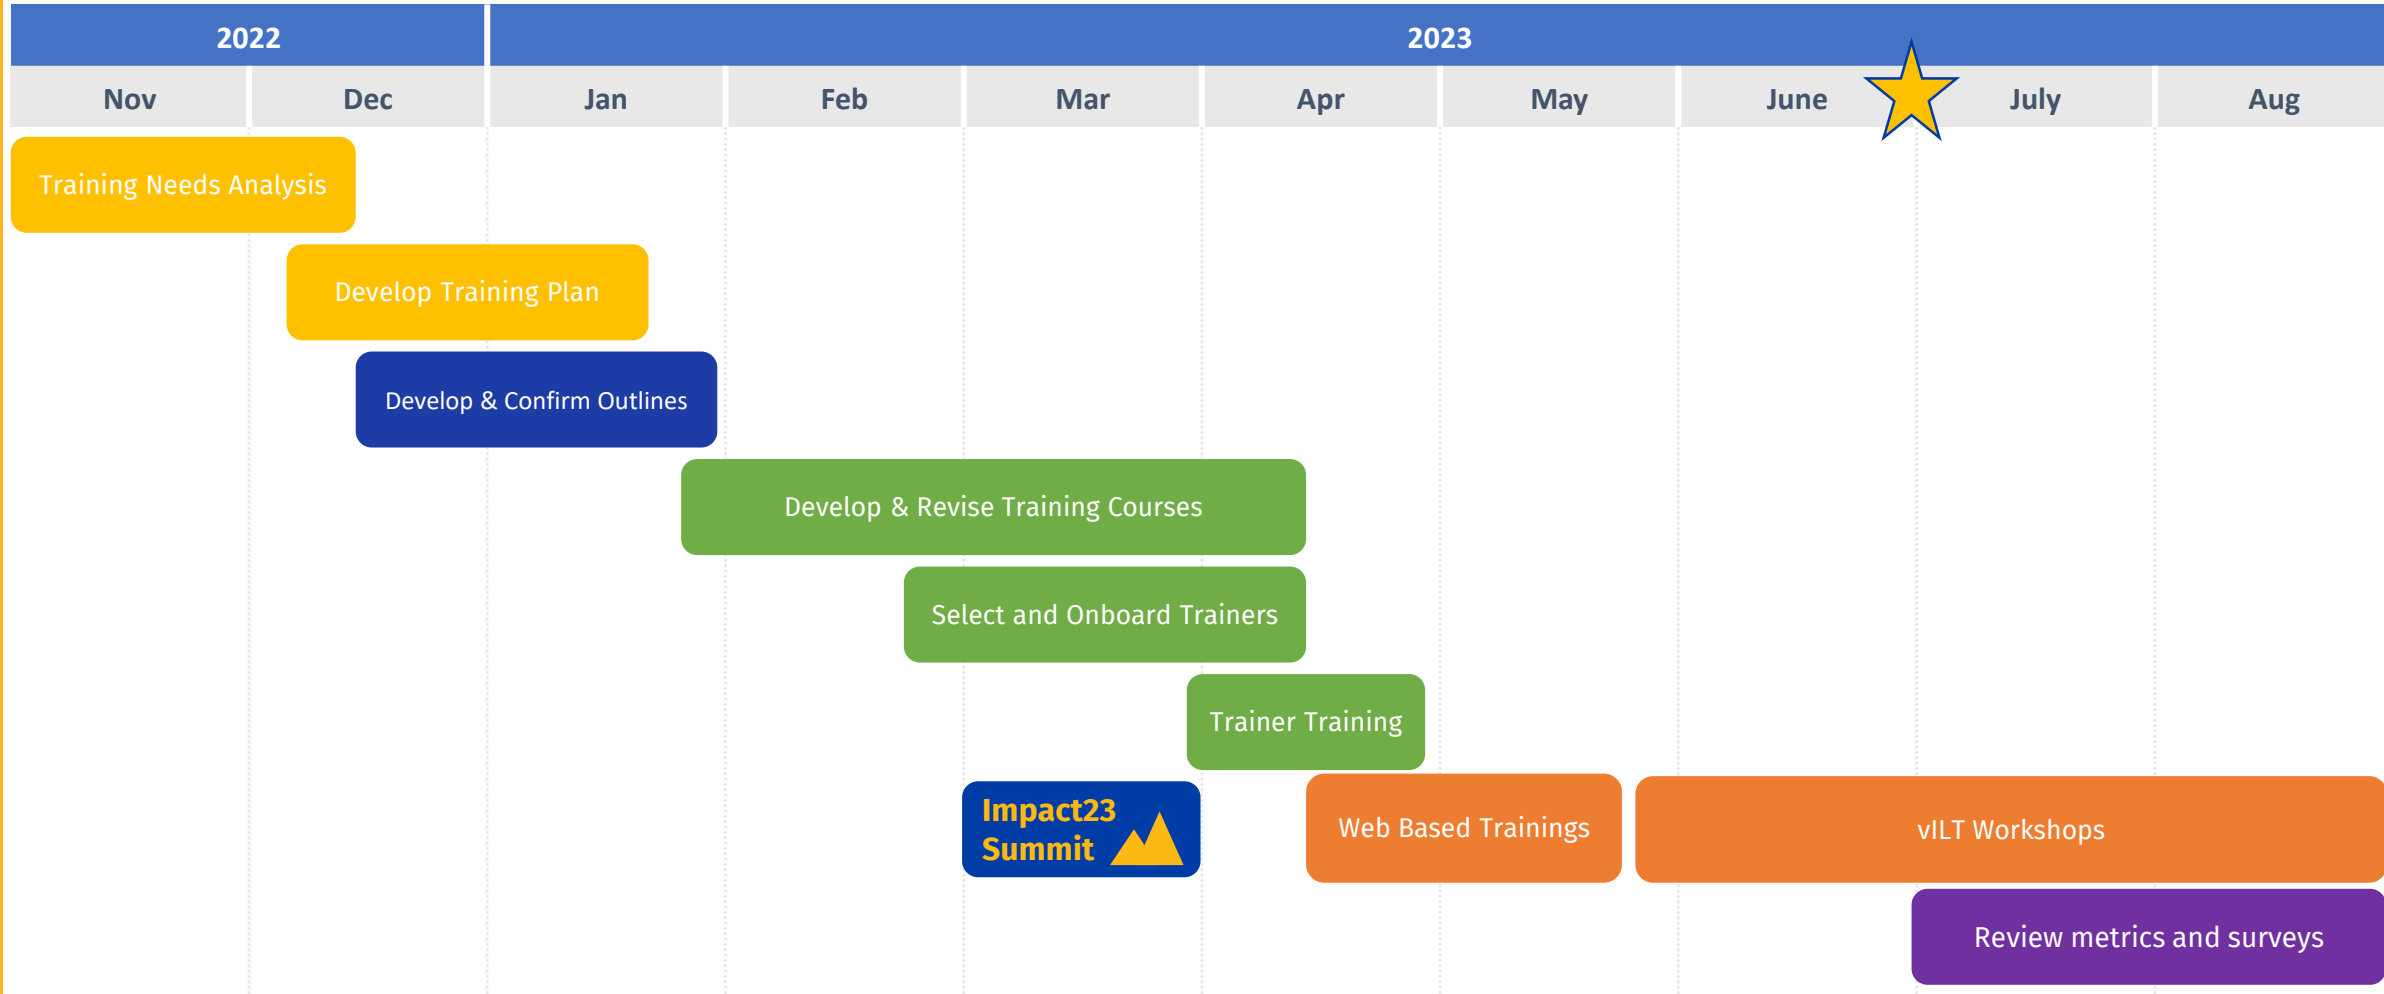 2022
2023
Nov
Dec
Jan
Feb
Mar
Apr
May
June
July
Aug
Training Needs Analysis
Develop Training Plan
Develop & Confirm Outlines
Develop & Revise Training Courses
Select and Onboard Trainers
Trainer Training
Impact23
Summit
Web Based Trainings
vILT Workshops
Review metrics and surveys